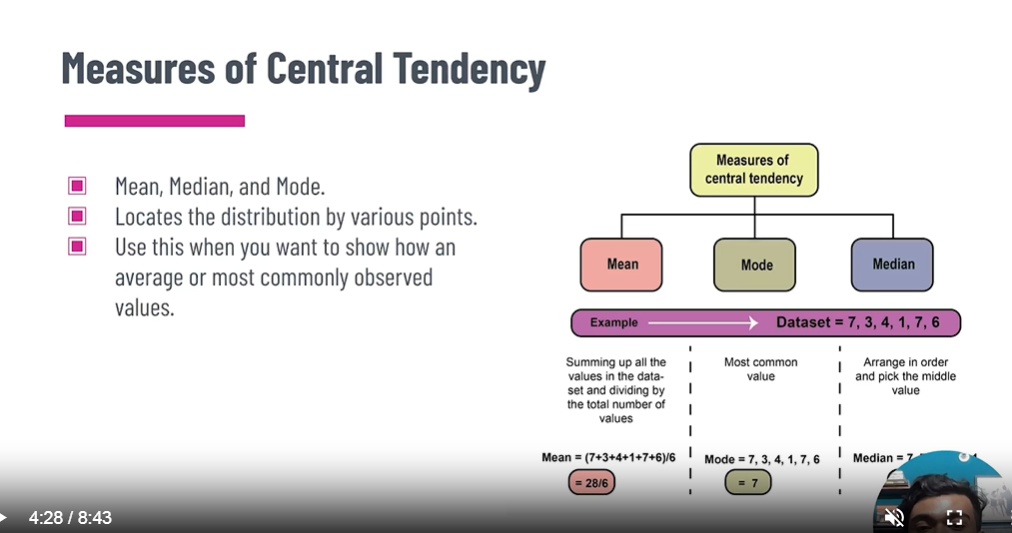 Measures of Central Tendency
Mean, Median, and Mode.
Locates the distribution by various points.
Use this when you want to show how an
average or most commonly observed
values.
Measures of
central tendency
Mean
Mode
Median
Example
Dataset = 7, 3, 4, 1, 7, 6
Summing up all the
values in the data-
set and dividing by
the total number of
values
Mean = (7+3+4+1+7+6)/6
= 28/6
Most common
value
Mode = 7, 3, 4, 1, 7, 6
= 7
Arrange in order
and pick the middle
value
Median = 7
4:28 / 8:43